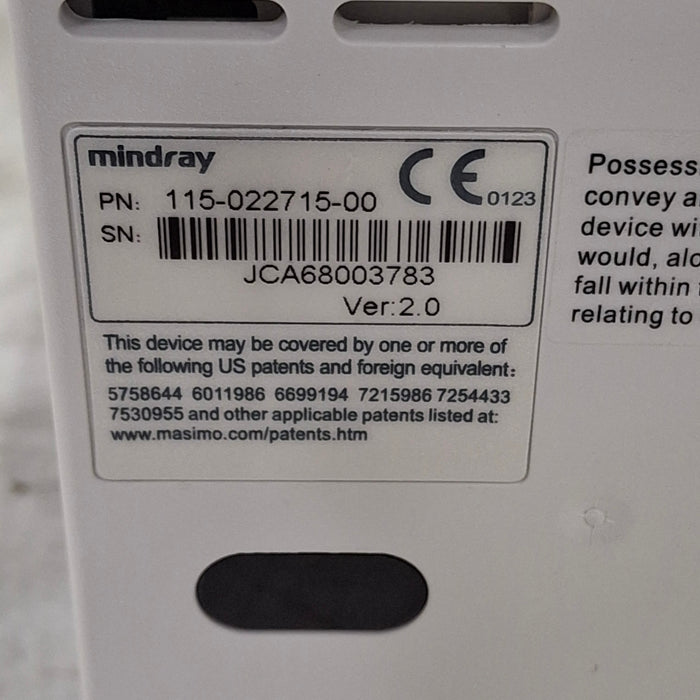 mindray
CE 0123
PN: 115-022715-00
SN:
JCA68003783
Ver:2.0
This device may be covered by one or more of
the following US patents and foreign equivalent:
5758644 6011986 6699194 7215986 7254433
7530955 and other applicable patents listed at:
www.masimo.com/patents.htm
Possess
convey a
device wi
would, alo
fall within
relating to